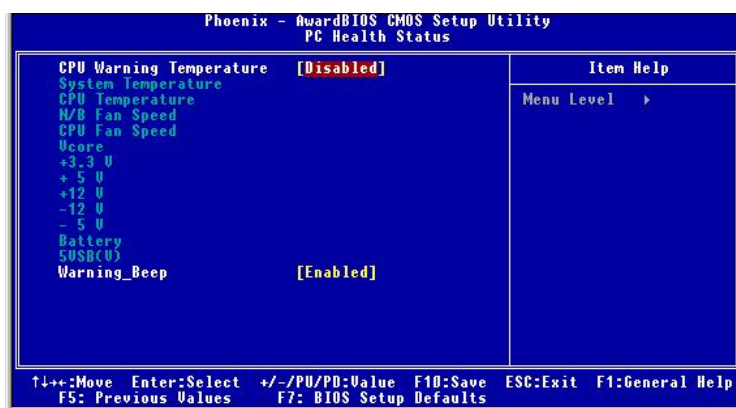 Phoenix - AwardBIOS CMOS Setup Utility
PC Health Status
CPU Warning Temperature [Disabled]
System Temperature
CPU Temperature
N/B Fan Speed
CPU Fan Speed
Vcore
+3.3 V
+ 5 V
+12 V
-12 V
- 5 V
Battery
5VSB(V)
Warning_Beep [Enabled]
Item Help
Menu Level ▸
↑↓→←:Move Enter:Select +/-/PU/PD:Value F10:Save ESC:Exit F1:General Help
F5: Previous Values F7: BIOS Setup Defaults